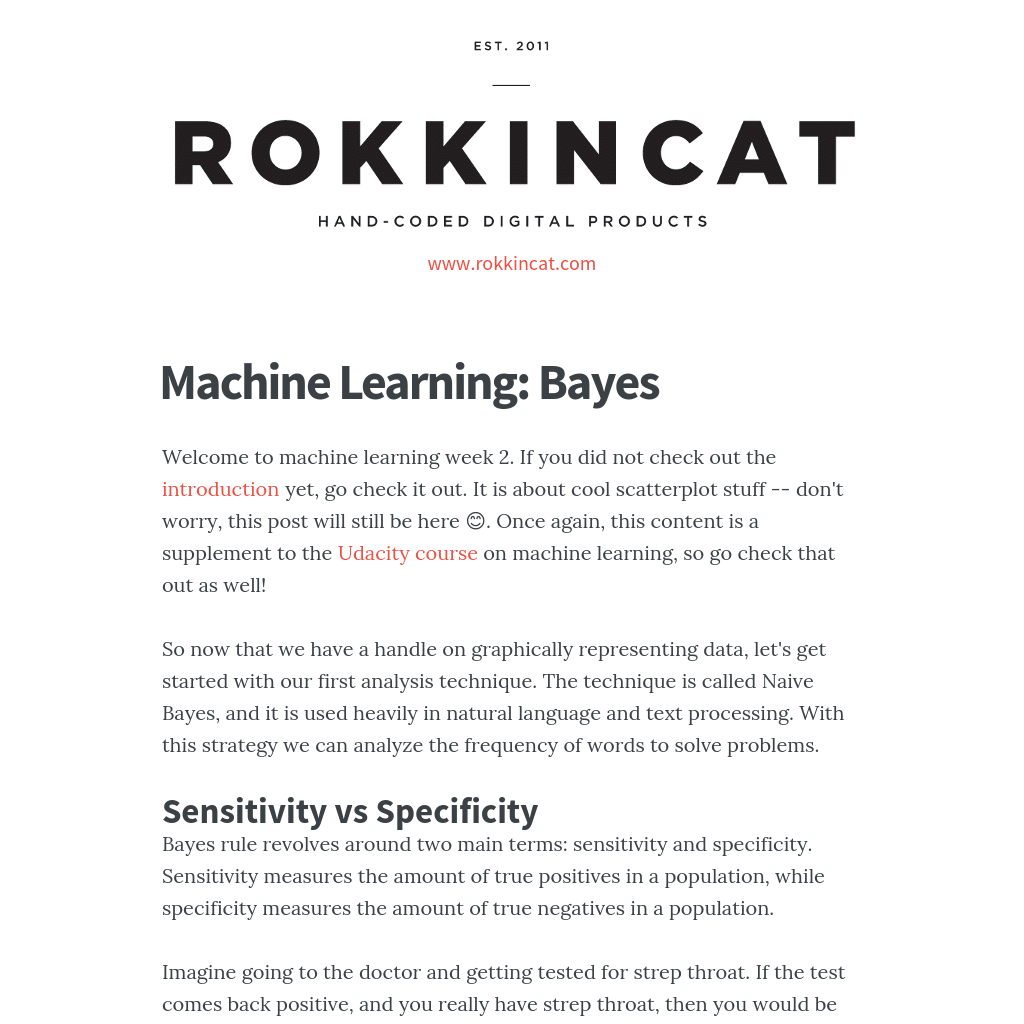 EST. 2011
ROKKINCAT
HAND-CODED DIGITAL PRODUCTS
www.rokkincat.com
Machine Learning: Bayes
Welcome to machine learning week 2. If you did not check out the
introduction yet, go check it out. It is about cool scatterplot stuff -- don't
worry, this post will still be here 😊. Once again, this content is a
supplement to the Udacity course on machine learning, so go check that
out as well!
So now that we have a handle on graphically representing data, let's get
started with our first analysis technique. The technique is called Naive
Bayes, and it is used heavily in natural language and text processing. With
this strategy we can analyze the frequency of words to solve problems.
Sensitivity vs Specificity
Bayes rule revolves around two main terms: sensitivity and specificity.
Sensitivity measures the amount of true positives in a population, while
specificity measures the amount of true negatives in a population.
Imagine going to the doctor and getting tested for strep throat. If the test
comes back positive, and you really have strep throat, then you would be